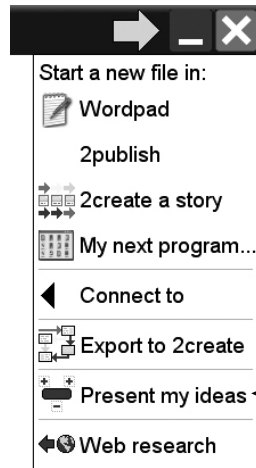 Start a new file in:
Wordpad
2publish
2create a story
My next program...
Connect to
Export to 2create
Present my ideas
Web research